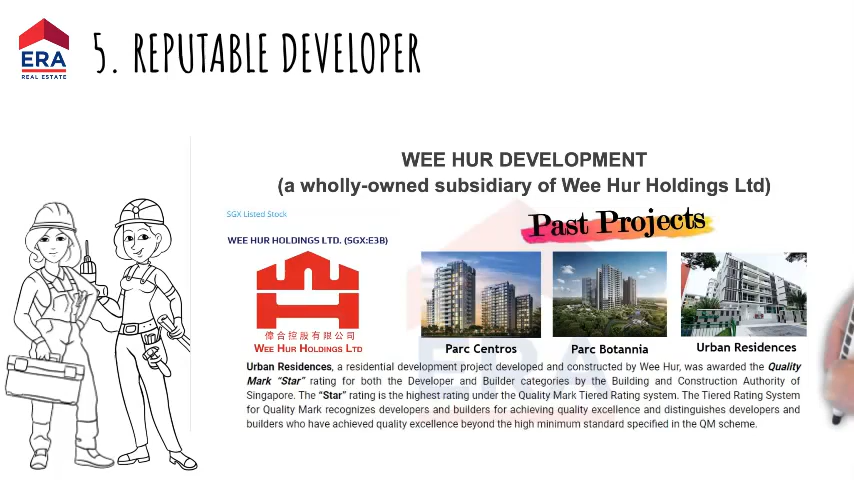 ERA
REAL ESTATE
5. REPUTABLE DEVELOPER
WEE HUR DEVELOPMENT
(a wholly-owned subsidiary of Wee Hur Holdings Ltd)
SGX Listed Stock
Past Projects
WEE HUR HOLDINGS LTD. (SGX:E3B)
偉合控股有限公司
WEE HUR HOLDINGS LTD
Parc Centros
Parc Botannia
Urban Residences
Urban Residences, a residential development project developed and constructed by Wee Hur, was awarded the Quality
Mark "Star" rating for both the Developer and Builder categories by the Building and Construction Authority of
Singapore. The "Star" rating is the highest rating under the Quality Mark Tiered Rating system. The Tiered Rating System
for Quality Mark recognizes developers and builders for achieving quality excellence and distinguishes developers and
builders who have achieved quality excellence beyond the high minimum standard specified in the QM scheme.
ERA